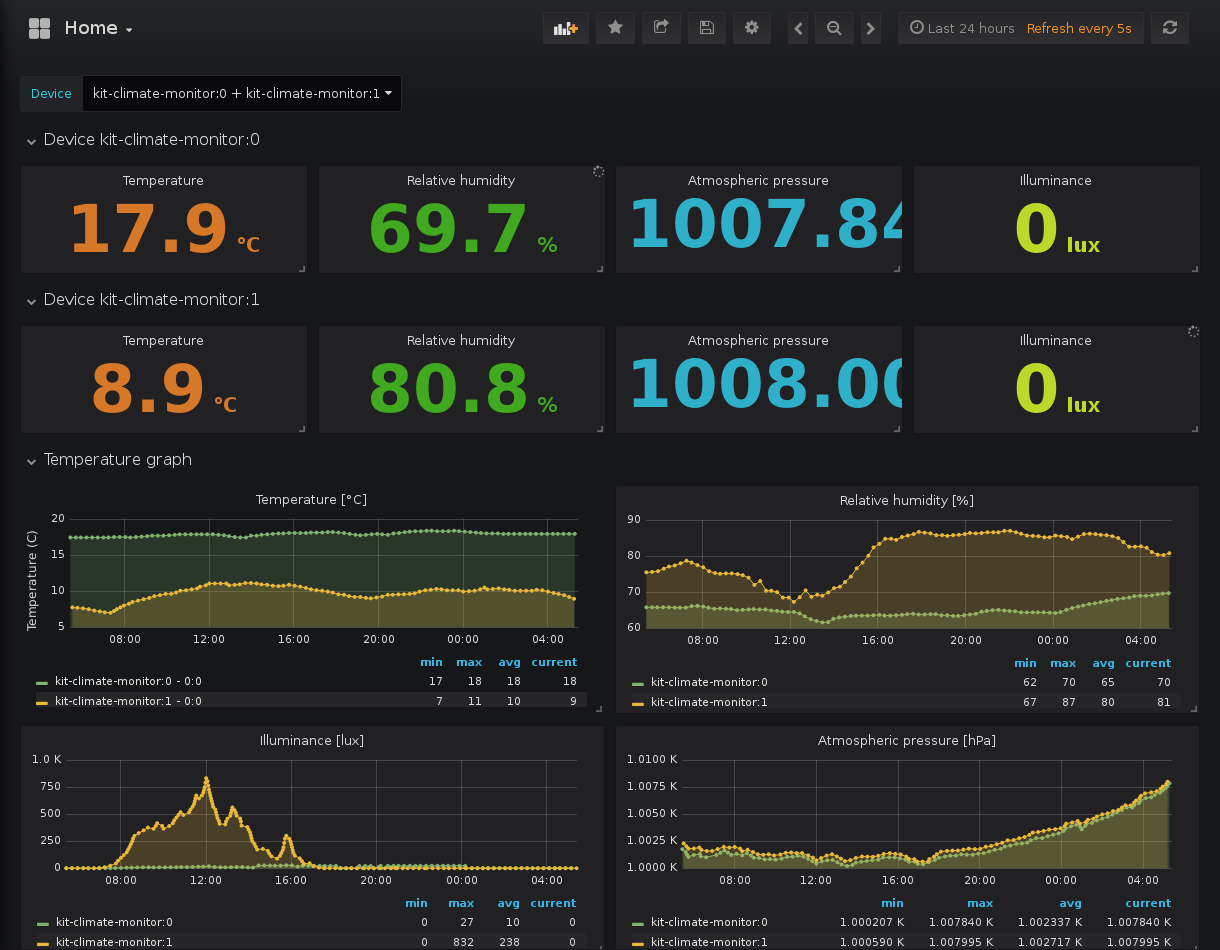 Home
Last 24 hours Refresh every 5s
Device kit-climate-monitor:0 + kit-climate-monitor:1
Device kit-climate-monitor:0
Temperature Relative humidity Atmospheric pressure Illuminance
17.9 °C 69.7 % 1007.84 0 lux
Device kit-climate-monitor:1
Temperature Relative humidity Atmospheric pressure Illuminance
8.9 °C 80.8 % 1008.00 0 lux
Temperature graph
Temperature [°C]
Temperature (C)
20
15
10
5
08:00 12:00 16:00 20:00 00:00 04:00
min max avg current
kit-climate-monitor:0 - 0:0 17 18 18 18
kit-climate-monitor:1 - 0:0 7 11 10 9
Relative humidity [%]
90
80
70
60
08:00 12:00 16:00 20:00 00:00 04:00
min max avg current
kit-climate-monitor:0 62 70 65 70
kit-climate-monitor:1 67 87 80 81
Illuminance [lux]
1.0 K
750
500
250
0
08:00 12:00 16:00 20:00 00:00 04:00
min max avg current
kit-climate-monitor:0 0 27 10 0
kit-climate-monitor:1 0 832 238 0
Atmospheric pressure [hPa]
1.0100 K
1.0075 K
1.0050 K
1.0025 K
1.0000 K
08:00 12:00 16:00 20:00 00:00 04:00
min max avg current
kit-climate-monitor:0 1.000207 K 1.007840 K 1.002337 K 1.007840 K
kit-climate-monitor:1 1.000590 K 1.007995 K 1.002717 K 1.007995 K